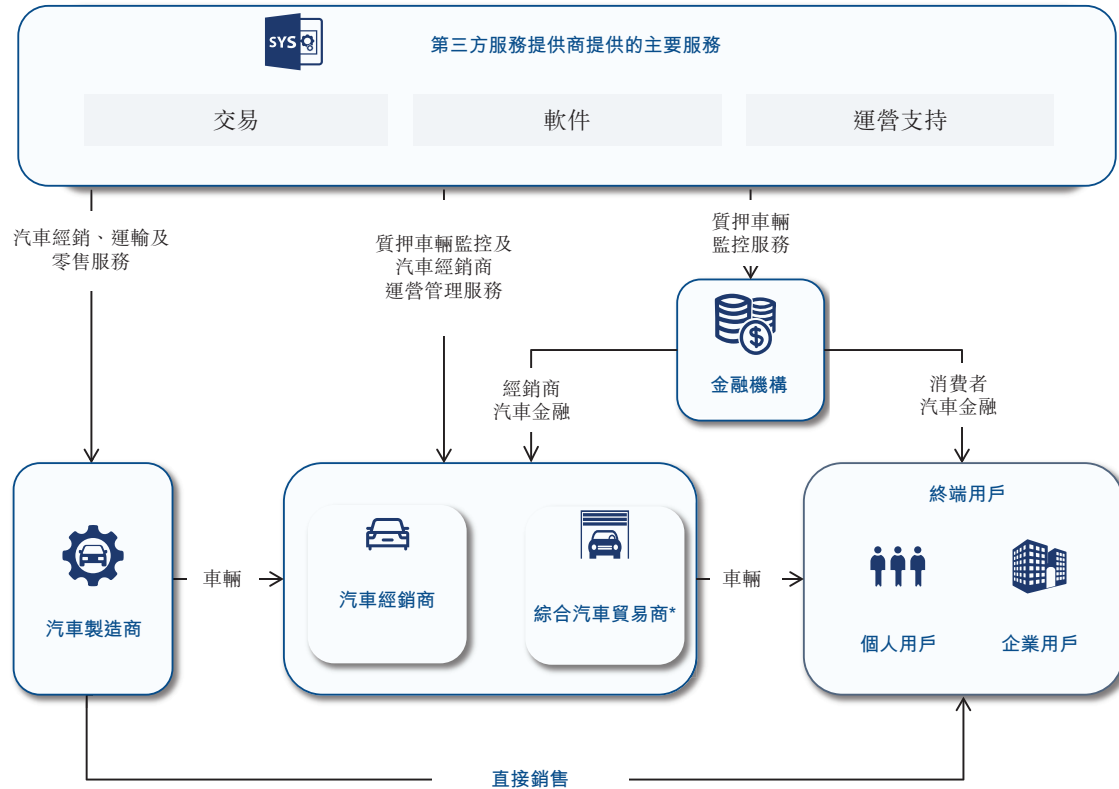 SYS
第三方服務提供商提供的主要服務
交易
軟件
運營支持
汽車經銷、運輸及
零售服務
質押車輛監控及
汽車經銷商
運營管理服務
質押車輛
監控服務
金融機構
經銷商
汽車金融
消費者
汽車金融
汽車製造商
車輛
汽車經銷商
綜合汽車貿易商*
車輛
終端用戶
個人用戶
企業用戶
直接銷售